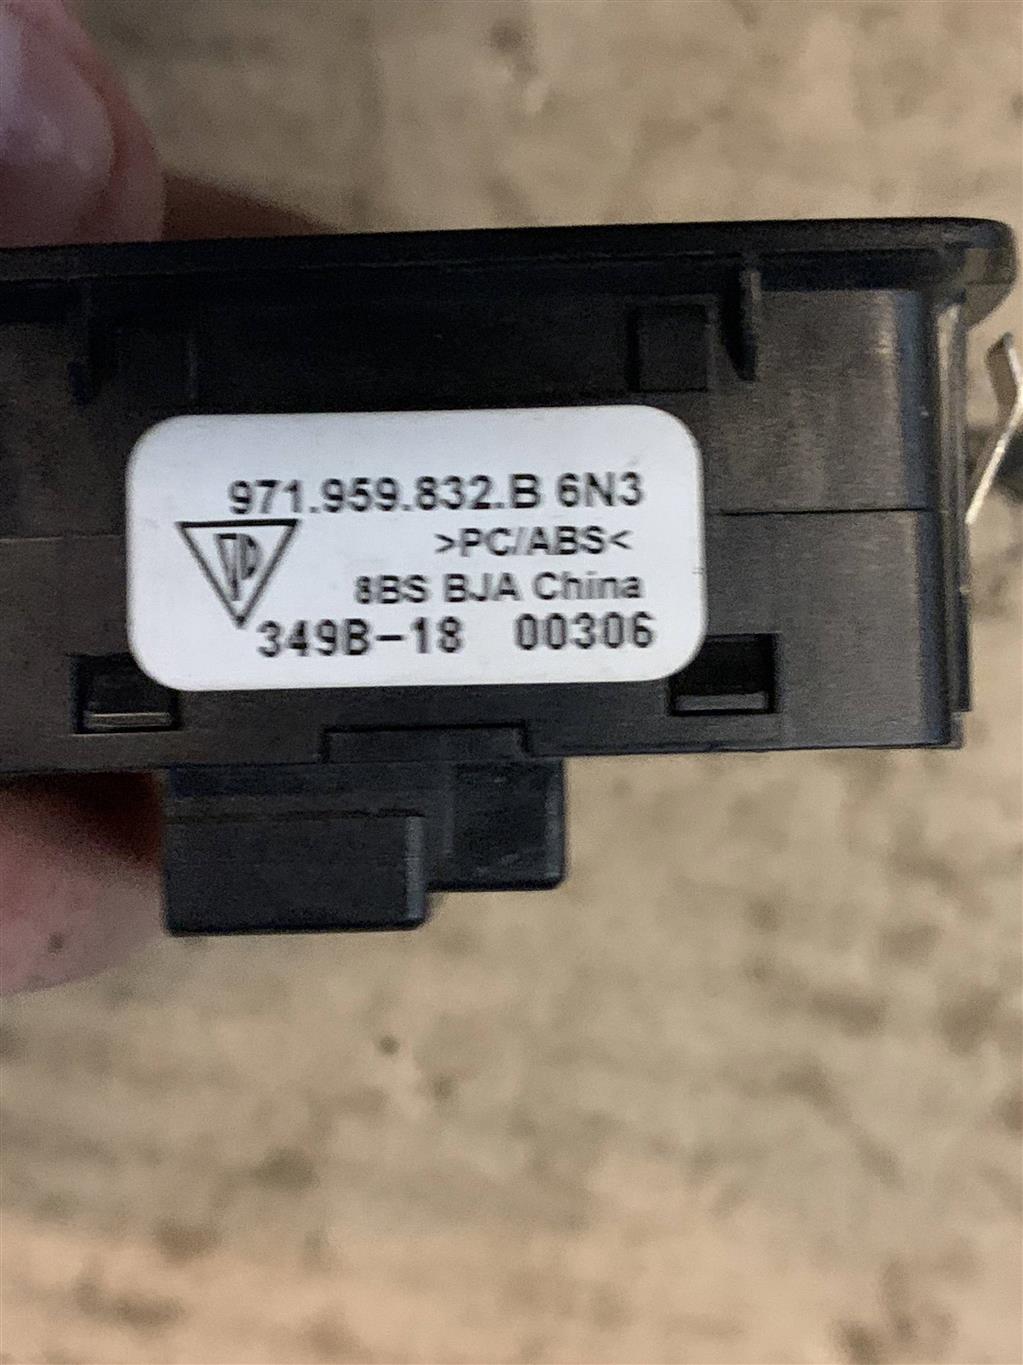 971.959.832.B 6N3
>PC/ABS<
8BS BJA China
349B-18 00306